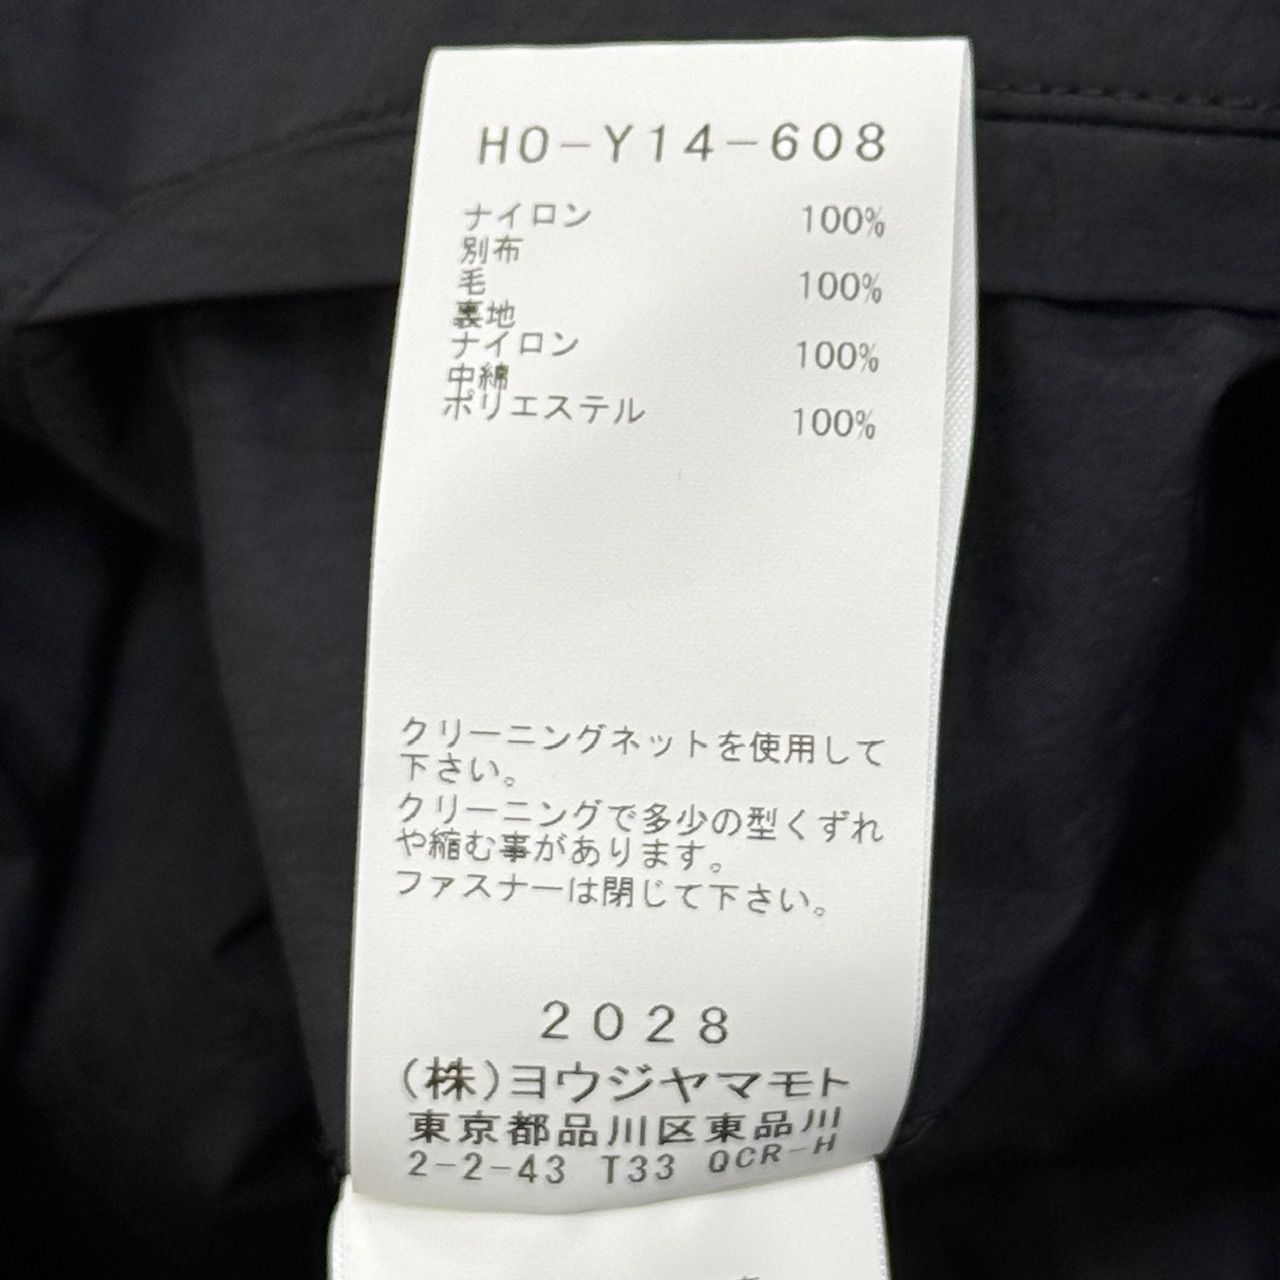 HO-Y14-608
ナイロン 100%
別布
毛 100%
裏地
ナイロン 100%
中綿
ポリエステル 100%
クリーニングネットを使用して
下さい。
クリーニングで多少の型くずれ
や縮む事があります。
ファスナーは閉じて下さい。
2028
(株)ヨウジヤマモト
東京都品川区東品川
2-2-43 T33 QCR-H